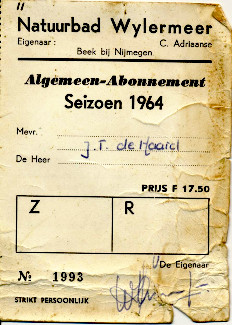 Natuurbad Wylermeer
Eigenaar : C. Adriaanse
Beek bij Nijmegen
Algemeen-Abonnement
Seizoen 1964
Mevr.
J. T. de Haard
De Heer
PRIJS F 17.50
Z R
De Eigenaar
№ 1993
STRIKT PERSOONLIJK